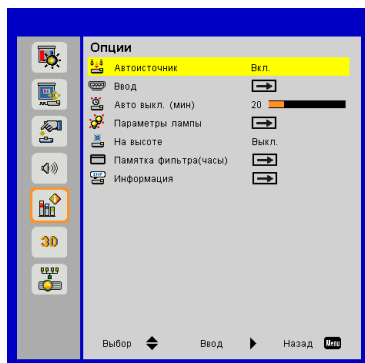 Опции
Автоисточник Вкл.
Ввод
Авто выкл. (мин) 20
Параметры лампы
На высоте Выкл.
Памятка фильтра(часы)
Информация
3D
Выбор Ввод Назад Menu